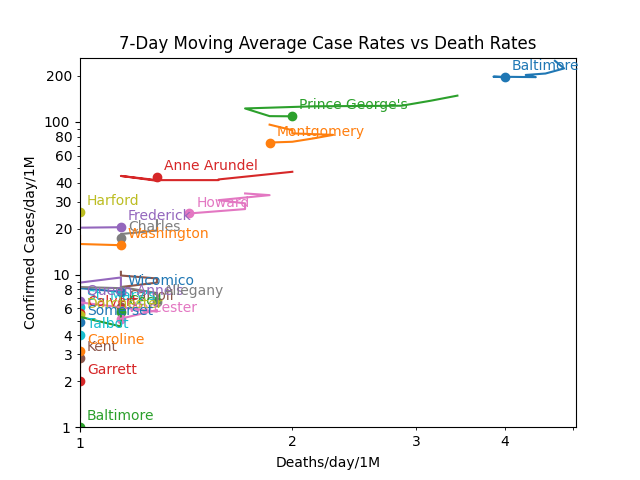 7-Day Moving Average Case Rates vs Death Rates
Confirmed Cases/day/1M
200
100
80
60
40
30
20
10
8
6
4
3
2
1
Baltimore
Prince George's
Montgomery
Anne Arundel
Howard
Harford
Frederick
Charles
Washington
Wicomico
Allegany
Somerset
Talbot
Caroline
Kent
Garrett
Baltimore
1
2
3
4
Deaths/day/1M